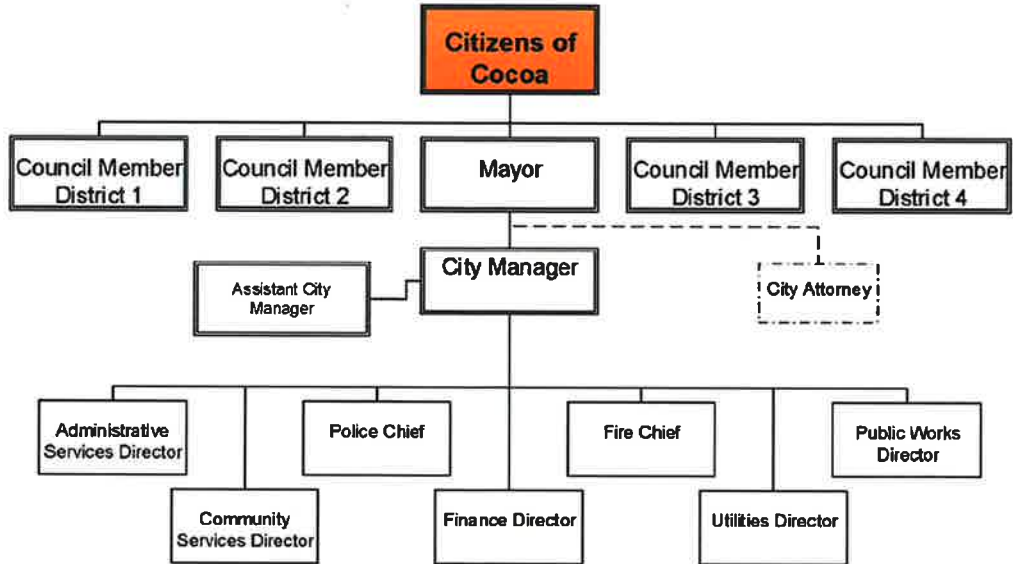 Citizens of
Cocoa
Council Member
District 1
Council Member
District 2
Mayor
Council Member
District 3
Council Member
District 4
City Manager
Assistant City
Manager
City Attorney
Administrative
Services Director
Police Chief
Fire Chief
Public Works
Director
Community
Services Director
Finance Director
Utilities Director